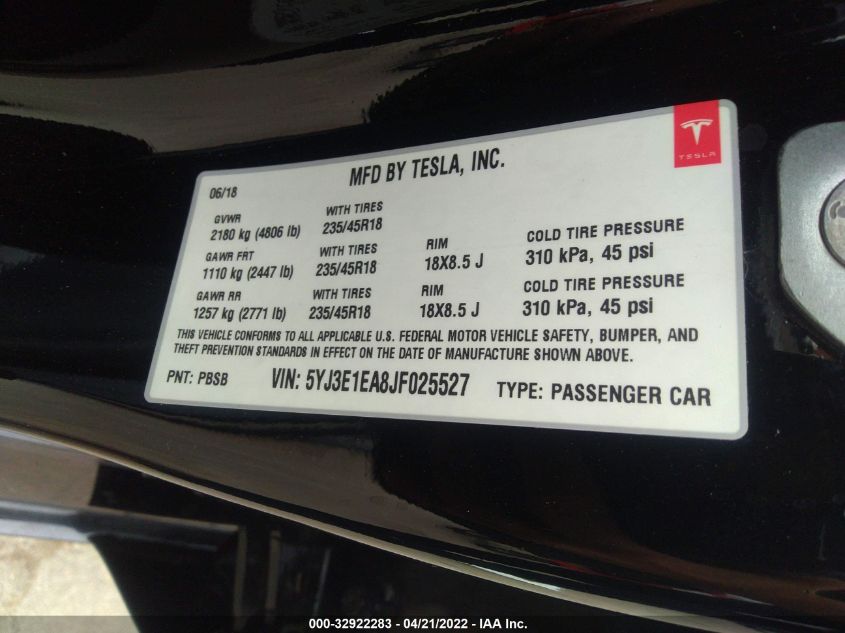 MFD BY TESLA, INC.
TESLA
06/18
GVWR WITH TIRES
2180 kg (4806 lb) 235/45R18
GAWR FRT WITH TIRES RIM COLD TIRE PRESSURE
1110 kg (2447 lb) 235/45R18 18X8.5 J 310 kPa, 45 psi
GAWR RR WITH TIRES RIM COLD TIRE PRESSURE
1257 kg (2771 lb) 235/45R18 18X8.5 J 310 kPa, 45 psi
THIS VEHICLE CONFORMS TO ALL APPLICABLE U.S. FEDERAL MOTOR VEHICLE SAFETY, BUMPER, AND
THEFT PREVENTION STANDARDS IN EFFECT ON THE DATE OF MANUFACTURE SHOWN ABOVE.
PNT: PBSB VIN: 5YJ3E1EA8JF025527 TYPE: PASSENGER CAR
000-32922283 - 04/21/2022 - IAA Inc.